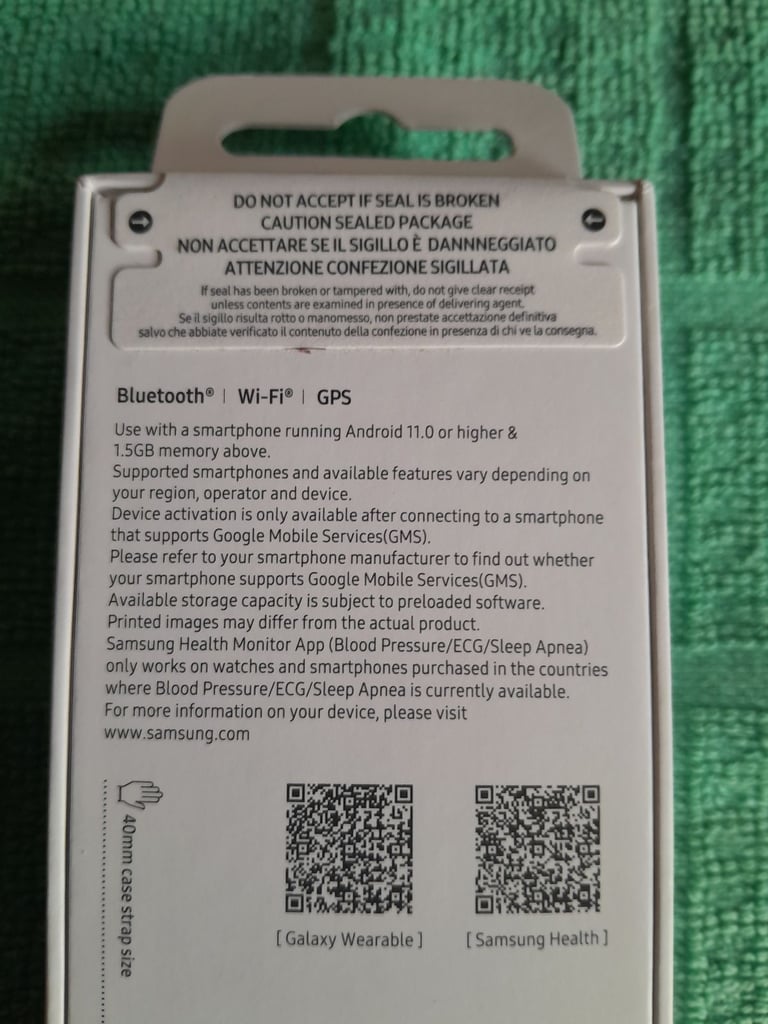 DO NOT ACCEPT IF SEAL IS BROKEN
CAUTION SEALED PACKAGE
NON ACCETTARE SE IL SIGILLO È DANNNEGGIATO
ATTENZIONE CONFEZIONE SIGILLATA
If seal has been broken or tampered with, do not give clear receipt
unless contents are examined in presence of delivering agent.
Se il sigillo risulta rotto o manomesso, non prestate accettazione definitiva
salvo che abbiate verificato il contenuto della confezione in presenza di chi ve la consegna.
Bluetooth® | Wi-Fi® | GPS
Use with a smartphone running Android 11.0 or higher &
1.5GB memory above.
Supported smartphones and available features vary depending on
your region, operator and device.
Device activation is only available after connecting to a smartphone
that supports Google Mobile Services(GMS).
Please refer to your smartphone manufacturer to find out whether
your smartphone supports Google Mobile Services(GMS).
Available storage capacity is subject to preloaded software.
Printed images may differ from the actual product.
Samsung Health Monitor App (Blood Pressure/ECG/Sleep Apnea)
only works on watches and smartphones purchased in the countries
where Blood Pressure/ECG/Sleep Apnea is currently available.
For more information on your device, please visit
www.samsung.com
40mm case strap size
[ Galaxy Wearable ]
[ Samsung Health ]